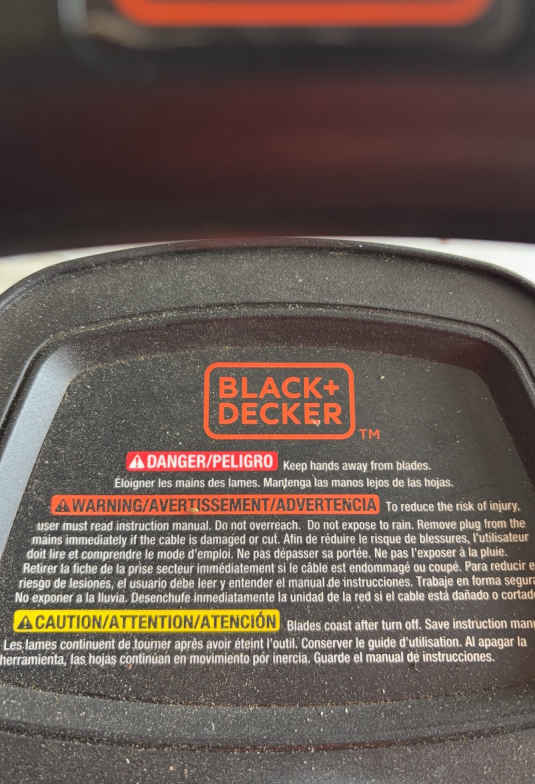 BLACK+
DECKER
TM
DANGER/PELIGRO Keep hands away from blades.
Éloigner les mains des lames. Mantenga las manos lejos de las hojas.
WARNING/AVERTISSEMENT/ADVERTENCIA To reduce the risk of injury,
user must read instruction manual. Do not overreach. Do not expose to rain. Remove plug from the
mains immediately if the cable is damaged or cut. Afin de réduire le risque de blessures, l'utilisateur
doit lire et comprendre le mode d'emploi. Ne pas dépasser sa portée. Ne pas l'exposer à la pluie.
Retirer la fiche de la prise secteur immédiatement si le câble est endommagé ou coupé. Para reducir e
riesgo de lesiones, el usuario debe leer y entender el manual de instrucciones. Trabaje en forma segura
No exponer a la lluvia. Desenchufe inmediatamente la unidad de la red si el cable está dañado o cortado
CAUTION/ATTENTION/ATENCIÓN Blades coast after turn off. Save instruction man
Les lames continuent de tourner après avoir éteint l'outil. Conserver le guide d'utilisation. Al apagar la
herramienta, las hojas continúan en movimiento por inercia. Guarde el manual de instrucciones.